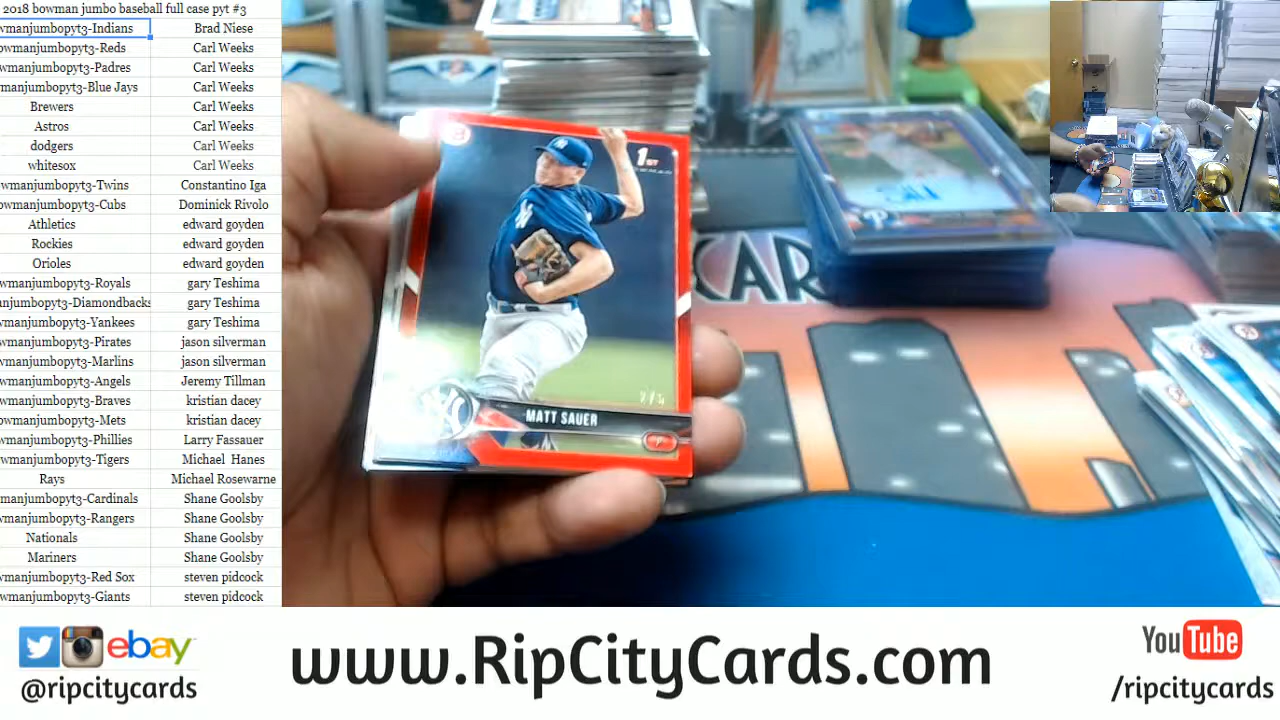 2018 bowman jumbo baseball full case pyt #3
wmanjumbopyt3-Indians Brad Niese
owmanjumbopyt3-Reds Carl Weeks
wmanjumbopyt3-Padres Carl Weeks
manjumbopyt3-Blue Jays Carl Weeks
Brewers Carl Weeks
Astros Carl Weeks
dodgers Carl Weeks
whitesox Carl Weeks
wmanjumbopyt3-Twins Constantino Iga
owmanjumbopyt3-Cubs Dominick Rivolo
Athletics edward goyden
Rockies edward goyden
Orioles edward goyden
wmanjumbopyt3-Royals gary Teshima
anjumbopyt3-Diamondbacks gary Teshima
wmanjumbopyt3-Yankees gary Teshima
wmanjumbopyt3-Pirates jason silverman
wmanjumbopyt3-Marlins jason silverman
wmanjumbopyt3-Angels Jeremy Tillman
wmanjumbopyt3-Braves kristian dacey
owmanjumbopyt3-Mets kristian dacey
wmanjumbopyt3-Phillies Larry Fassauer
wmanjumbopyt3-Tigers Michael Hanes
Rays Michael Rosewarne
manjumbopyt3-Cardinals Shane Goolsby
wmanjumbopyt3-Rangers Shane Goolsby
Nationals Shane Goolsby
Mariners Shane Goolsby
wmanjumbopyt3-Red Sox steven pidcock
wmanjumbopyt3-Giants steven pidcock
1ST
MATT SAUER
P
CAR
ebay
@ripcitycards
www.RipCityCards.com
YouTube
/ripcitycards